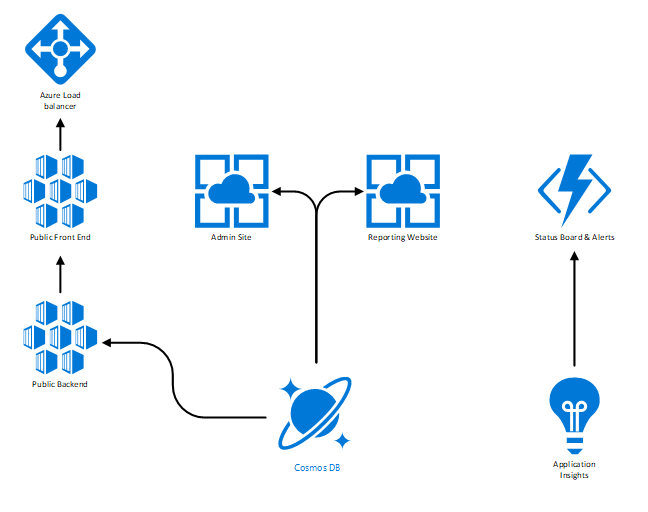 Azure Load
balancer
Public Front End
Admin Site
Reporting Website
Status Board & Alerts
Public Backend
Cosmos DB
Application
Insights